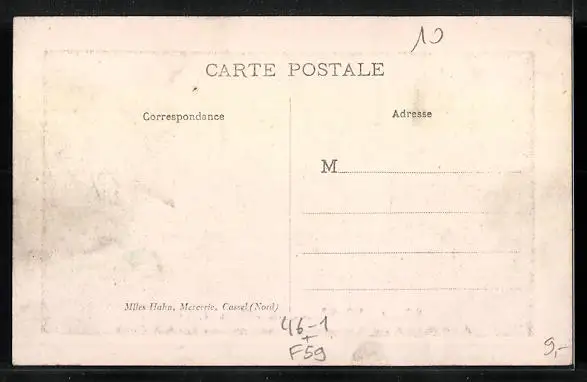 10
CARTE POSTALE
Correspondance
Adresse
M
Mlles Hahn, Mercerie, Cassel (Nord)
46-1
+
F59
9,-